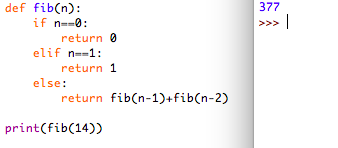 def fib(n):
    if n==0:
        return 0
    elif n==1:
        return 1
    else:
        return fib(n-1)+fib(n-2)

print(fib(14))
377
>>>